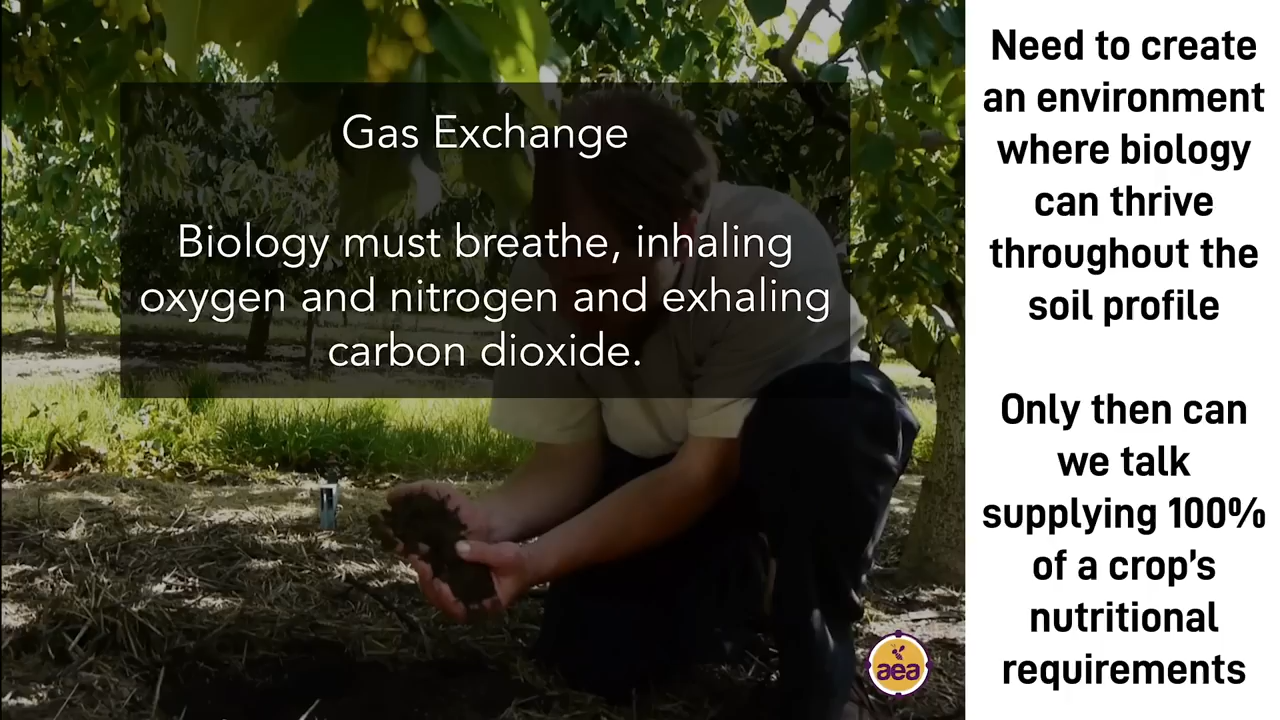 Gas Exchange
Biology must breathe, inhaling
oxygen and nitrogen and exhaling
carbon dioxide.
aea
Need to create
an environment
where biology
can thrive
throughout the
soil profile
Only then can
we talk
supplying 100%
of a crop's
nutritional
requirements